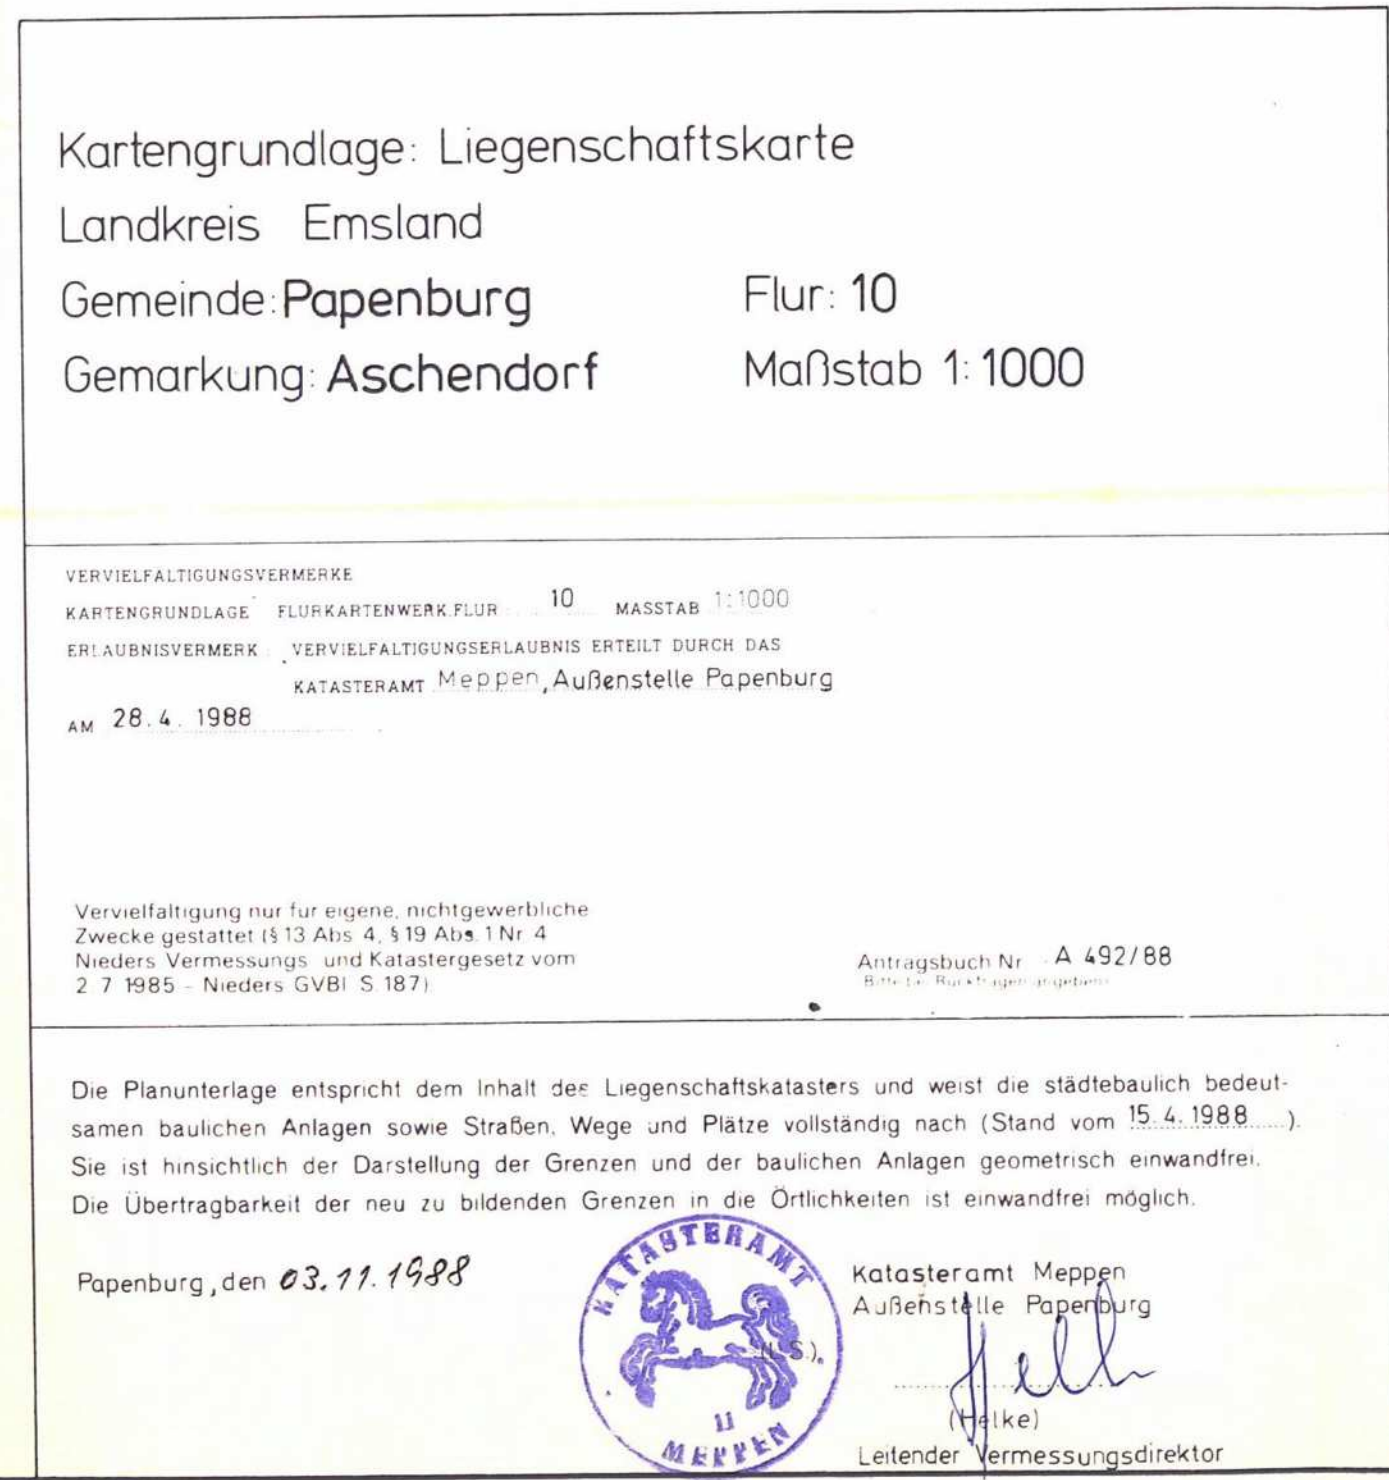 Kartengrundlage: Liegenschaftskarte
Landkreis Emsland
Gemeinde: Papenburg Flur: 10
Gemarkung: Aschendorf Maßstab 1:1000
VERVIELFALTIGUNGSVERMERKE
KARTENGRUNDLAGE FLURKARTENWERK.FLUR 10 MASSTAB 1:1000
ERLAUBNISVERMERK: VERVIELFALTIGUNGSERLAUBNIS ERTEILT DURCH DAS
KATASTERAMT Meppen, Außenstelle Papenburg
AM 28.4.1988
Vervielfaltigung nur fur eigene, nichtgewerbliche
Zwecke gestattet (§ 13 Abs 4, § 19 Abs. 1 Nr 4
Nieders Vermessungs und Katastergesetz vom
2 7 1985 - Nieders GVBl S. 187)
Antragsbuch Nr A 492/88
Bitte bei Rückfragen angeben
Die Planunterlage entspricht dem Inhalt des Liegenschaftskatasters und weist die städtebaulich bedeut-
samen baulichen Anlagen sowie Straßen, Wege und Plätze vollständig nach (Stand vom 15.4.1988).
Sie ist hinsichtlich der Darstellung der Grenzen und der baulichen Anlagen geometrisch einwandfrei.
Die Übertragbarkeit der neu zu bildenden Grenzen in die Örtlichkeiten ist einwandfrei möglich.
Papenburg, den 03.11.1988
KATASTERAMT
(L.S.)
11
MEPPEN
Katasteramt Meppen
Außenstelle Papenburg
(Helke)
Leitender Vermessungsdirektor